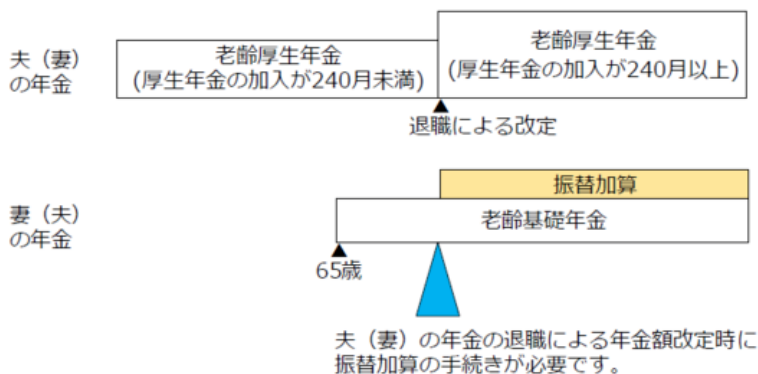 夫（妻）
の年金
老齢厚生年金
(厚生年金の加入が240月未満)
老齢厚生年金
(厚生年金の加入が240月以上)
▲
退職による改定
妻（夫）
の年金
振替加算
老齢基礎年金
▲
65歳
夫（妻）の年金の退職による年金額改定時に
振替加算の手続きが必要です。